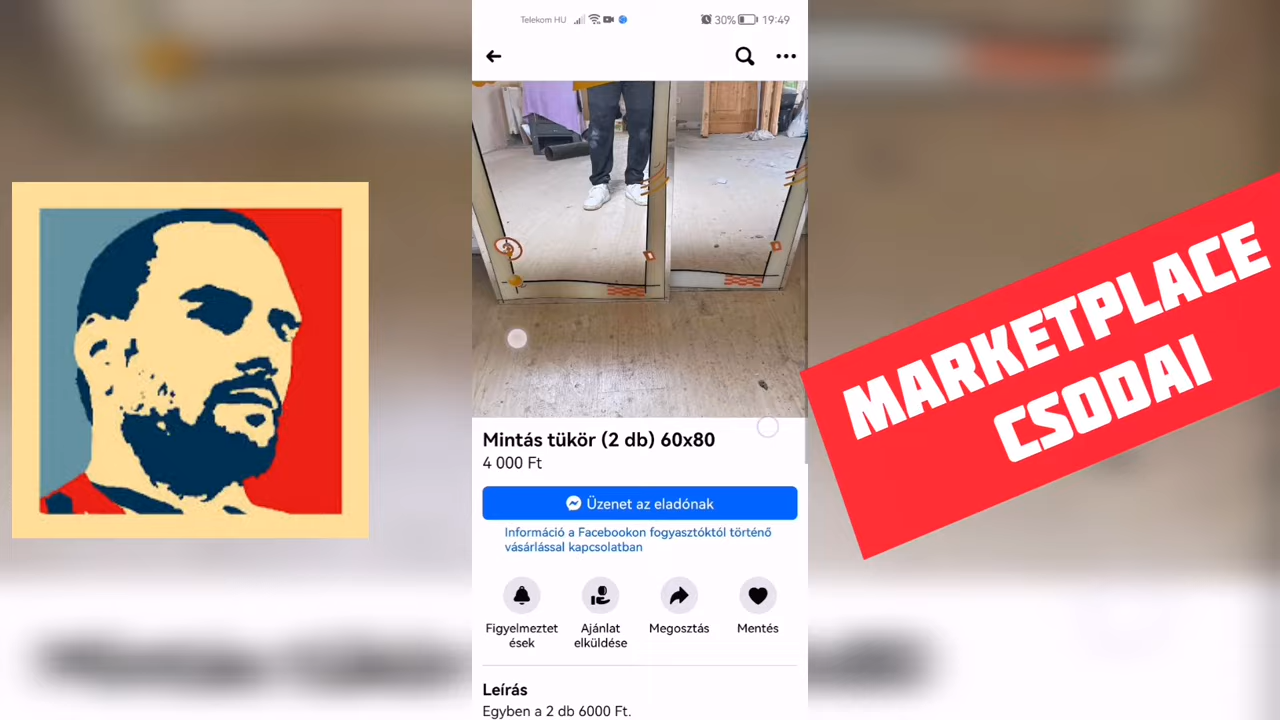 Telekom HU
30%
19:49
MARKETPLACE
CSODAI
Mintás tükör (2 db) 60x80
4 000 Ft
Üzenet az eladónak
Információ a Facebookon fogyasztóktól történő
vásárlással kapcsolatban
Figyelmeztet
ések
Ajánlat
elküldése
Megosztás
Mentés
Leírás
Egyben a 2 db 6000 Ft.